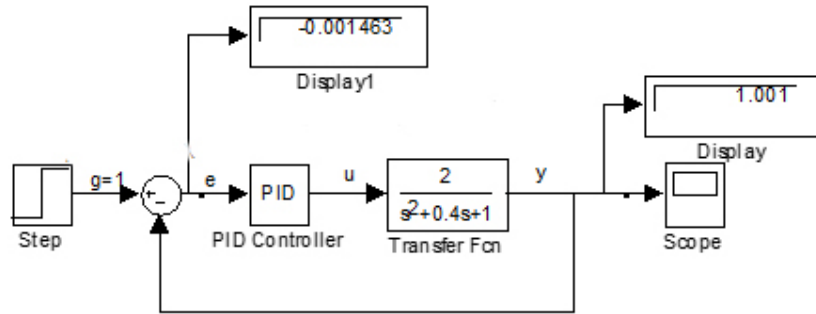 -0.001463
Display1
1.001
Display
g=1
+
-
e
PID
u
2
s²+0.4s+1
y
Step
PID Controller
Transfer Fcn
Scope